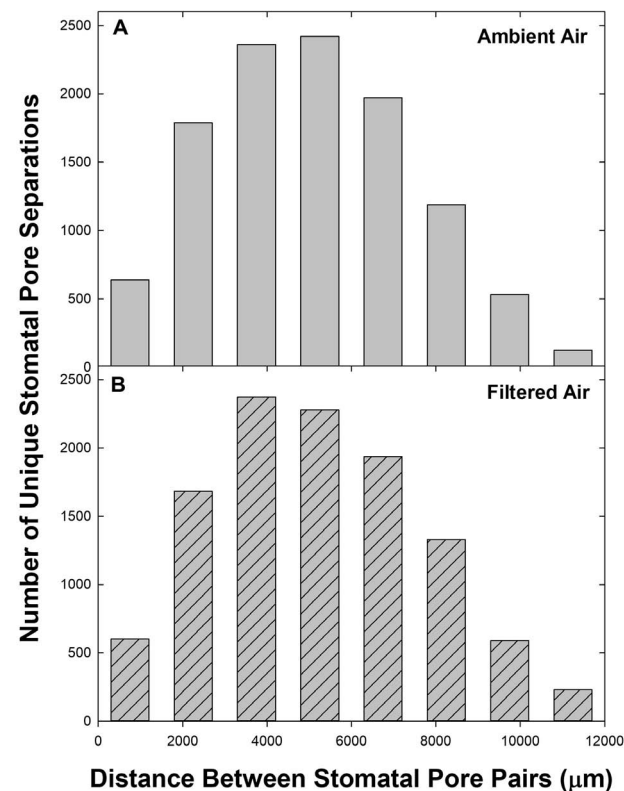 2500
A
Ambient Air
2000
1500
1000
500
0
2500
B
Filtered Air
2000
1500
1000
500
0
0 2000 4000 6000 8000 10000 12000
Number of Unique Stomatal Pore Separations
Distance Between Stomatal Pore Pairs (μm)